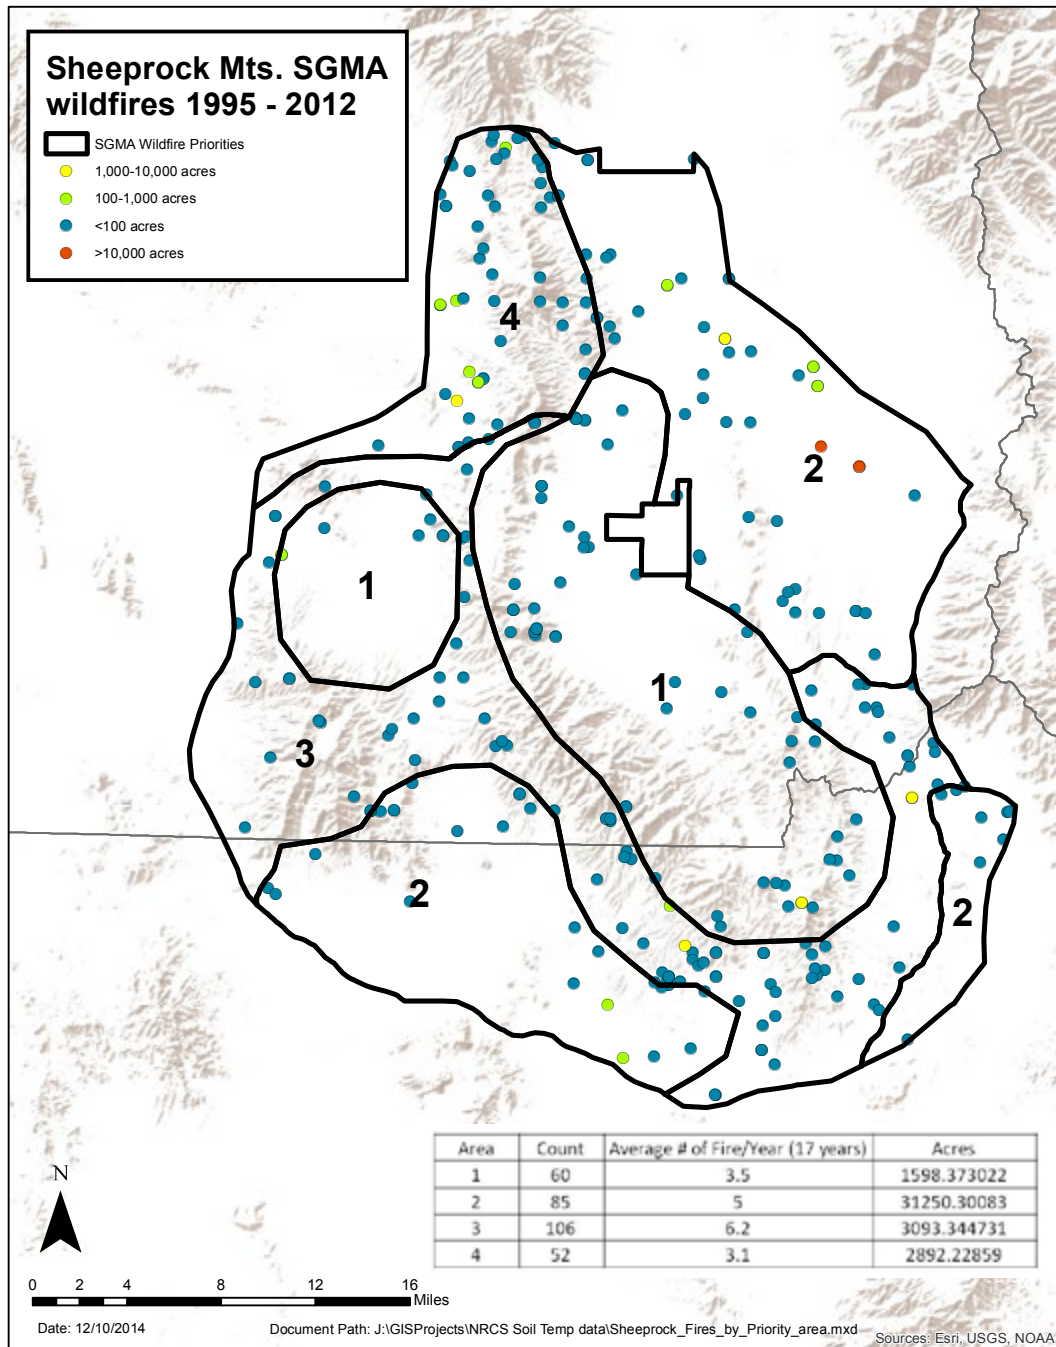 Sheeprock Mts. SGMA
wildfires 1995 - 2012
SGMA Wildfire Priorities
1,000-10,000 acres
100-1,000 acres
<100 acres
>10,000 acres
4
2
1
1
3
2
2
Area Count Average # of Fire/Year (17 years) Acres
1 60 3.5 1598.373022
2 85 5 31250.30083
3 106 6.2 3093.344731
4 52 3.1 2892.22859
N
0 2 4 8 12 16
Miles
Date: 12/10/2014 Document Path: J:\GISProjects\NRCS Soil Temp data\Sheeprock_Fires_by_Priority_area.mxd
Sources: Esri, USGS, NOAA